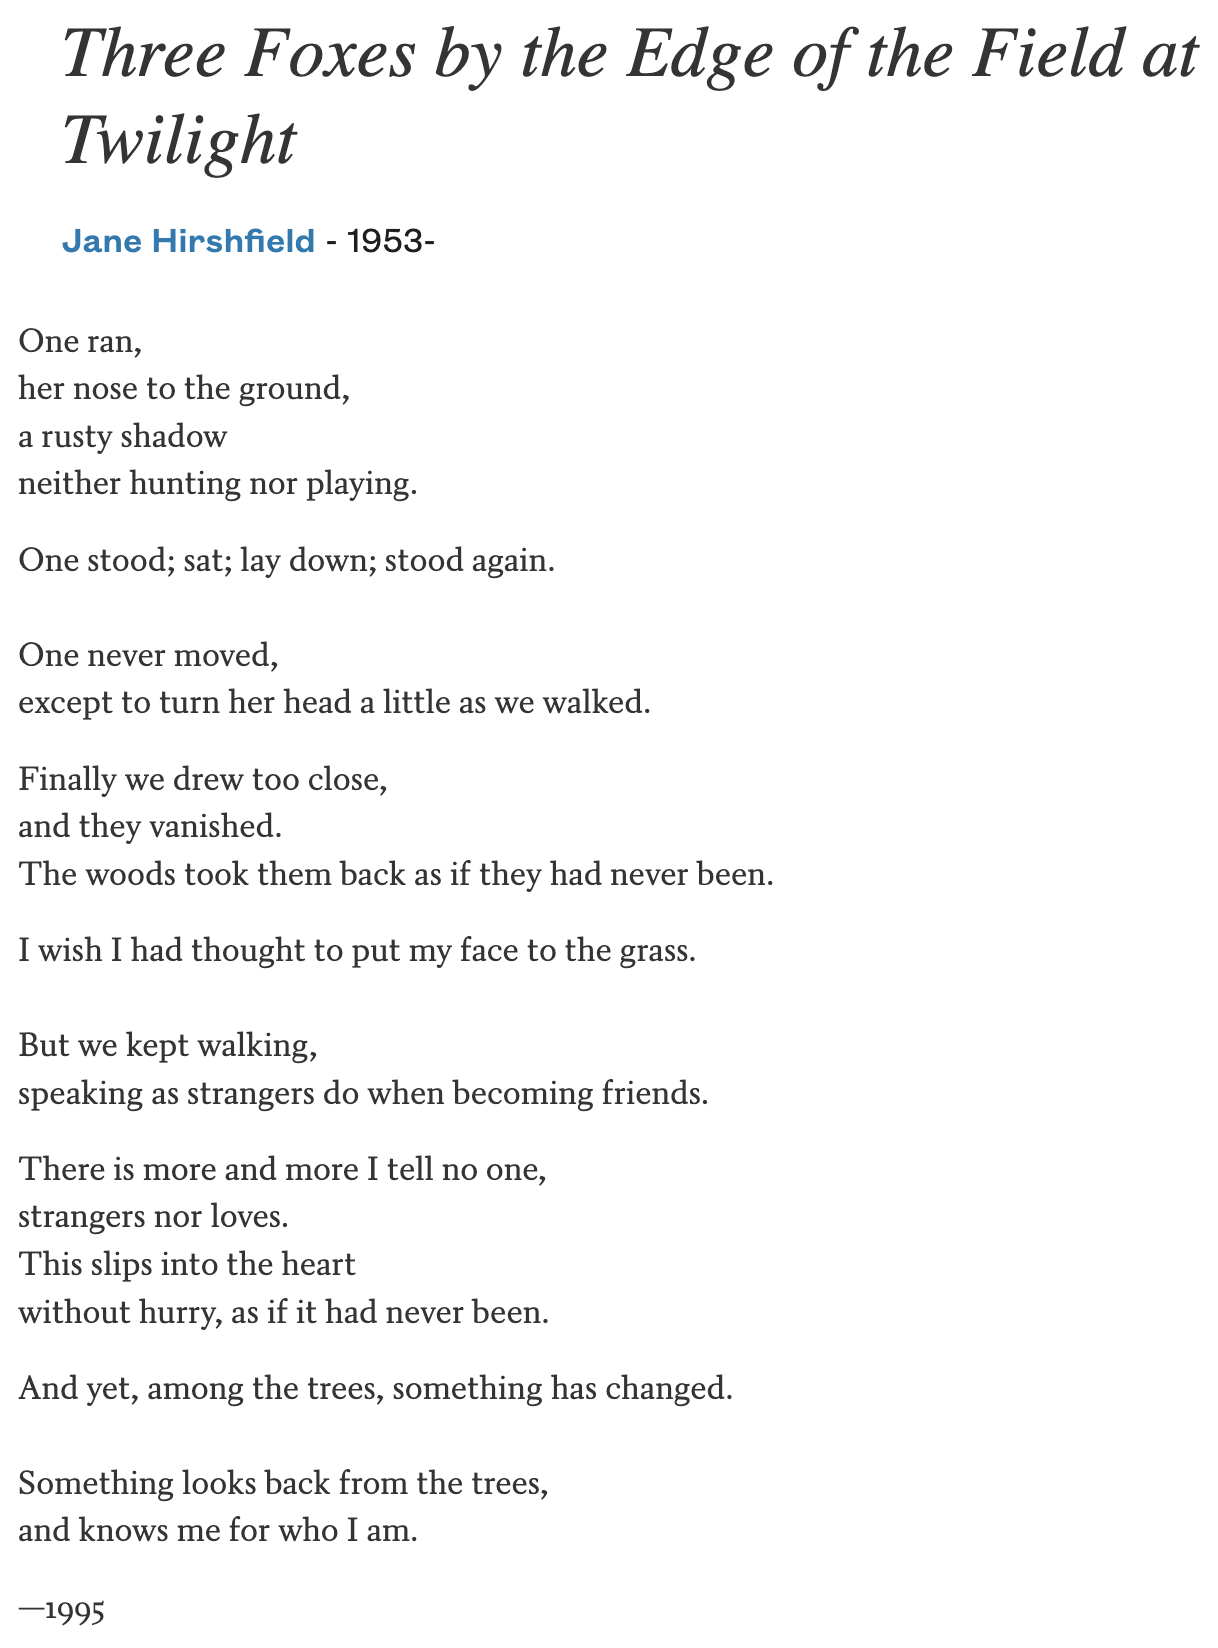 Three Foxes by the Edge of the Field at
Twilight
Jane Hirshfield - 1953-
One ran,
her nose to the ground,
a rusty shadow
neither hunting nor playing.
One stood; sat; lay down; stood again.
One never moved,
except to turn her head a little as we walked.
Finally we drew too close,
and they vanished.
The woods took them back as if they had never been.
I wish I had thought to put my face to the grass.
But we kept walking,
speaking as strangers do when becoming friends.
There is more and more I tell no one,
strangers nor loves.
This slips into the heart
without hurry, as if it had never been.
And yet, among the trees, something has changed.
Something looks back from the trees,
and knows me for who I am.
—1995